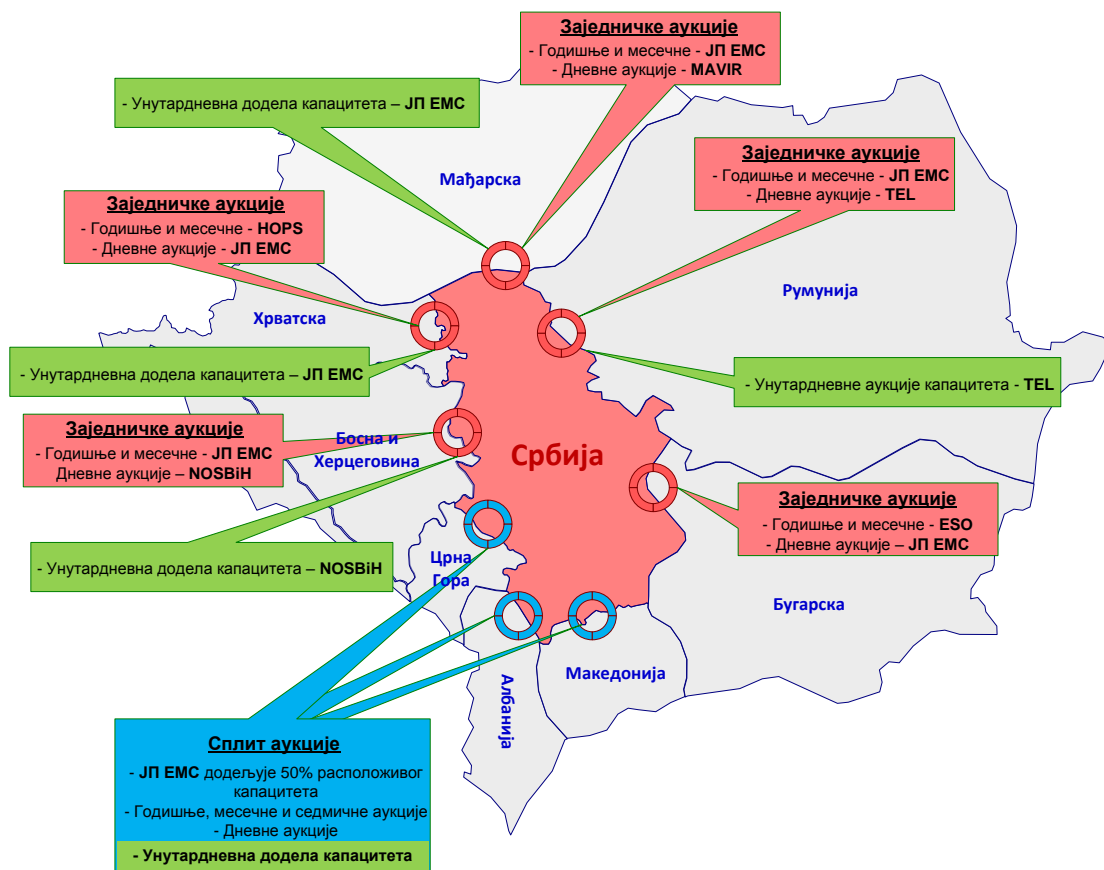 Заједничке аукције
- Годишње и месечне - ЈП ЕМС
- Дневне аукције - MAVIR
- Унутардневна додела капацитета – ЈП ЕМС
Заједничке аукције
- Годишње и месечне - ЈП ЕМС
- Дневне аукције - TEL
Мађарска
Заједничке аукције
- Годишње и месечне - HOPS
- Дневне аукције - ЈП ЕМС
Румунија
Хрватска
- Унутардневна додела капацитета – ЈП ЕМС
- Унутардневне аукције капацитета - TEL
Заједничке аукције
- Годишње и месечне - ЈП ЕМС
Дневне аукције – NOSBiH
Босна и
Херцеговина
Србија
Заједничке аукције
- Годишње и месечне - ESO
- Дневне аукције – ЈП ЕМС
- Унутардневна додела капацитета – NOSBiH
Црна
Гора
Бугарска
Македонија
Албанија
Сплит аукције
- ЈП ЕМС додељује 50% расположивог
капацитета
- Годишње, месечне и седмичне аукције
- Дневне аукције
- Унутардневна додела капацитета